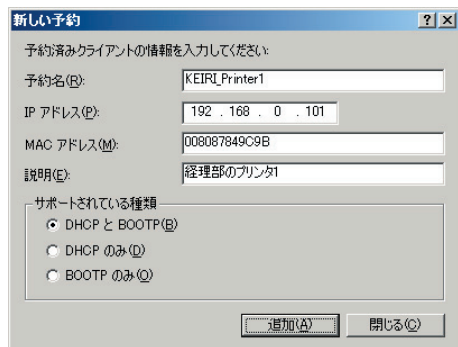 新しい予約
予約済みクライアントの情報を入力してください:
予約名(R): KEIRI_Printer1
IP アドレス(P): 192 . 168 . 0 . 101
MAC アドレス(M): 008087849C9B
説明(E): 経理部のプリンタ1
サポートされている種類
DHCP と BOOTP(B)
DHCP のみ(D)
BOOTP のみ(O)
追加(A) 閉じる(C)